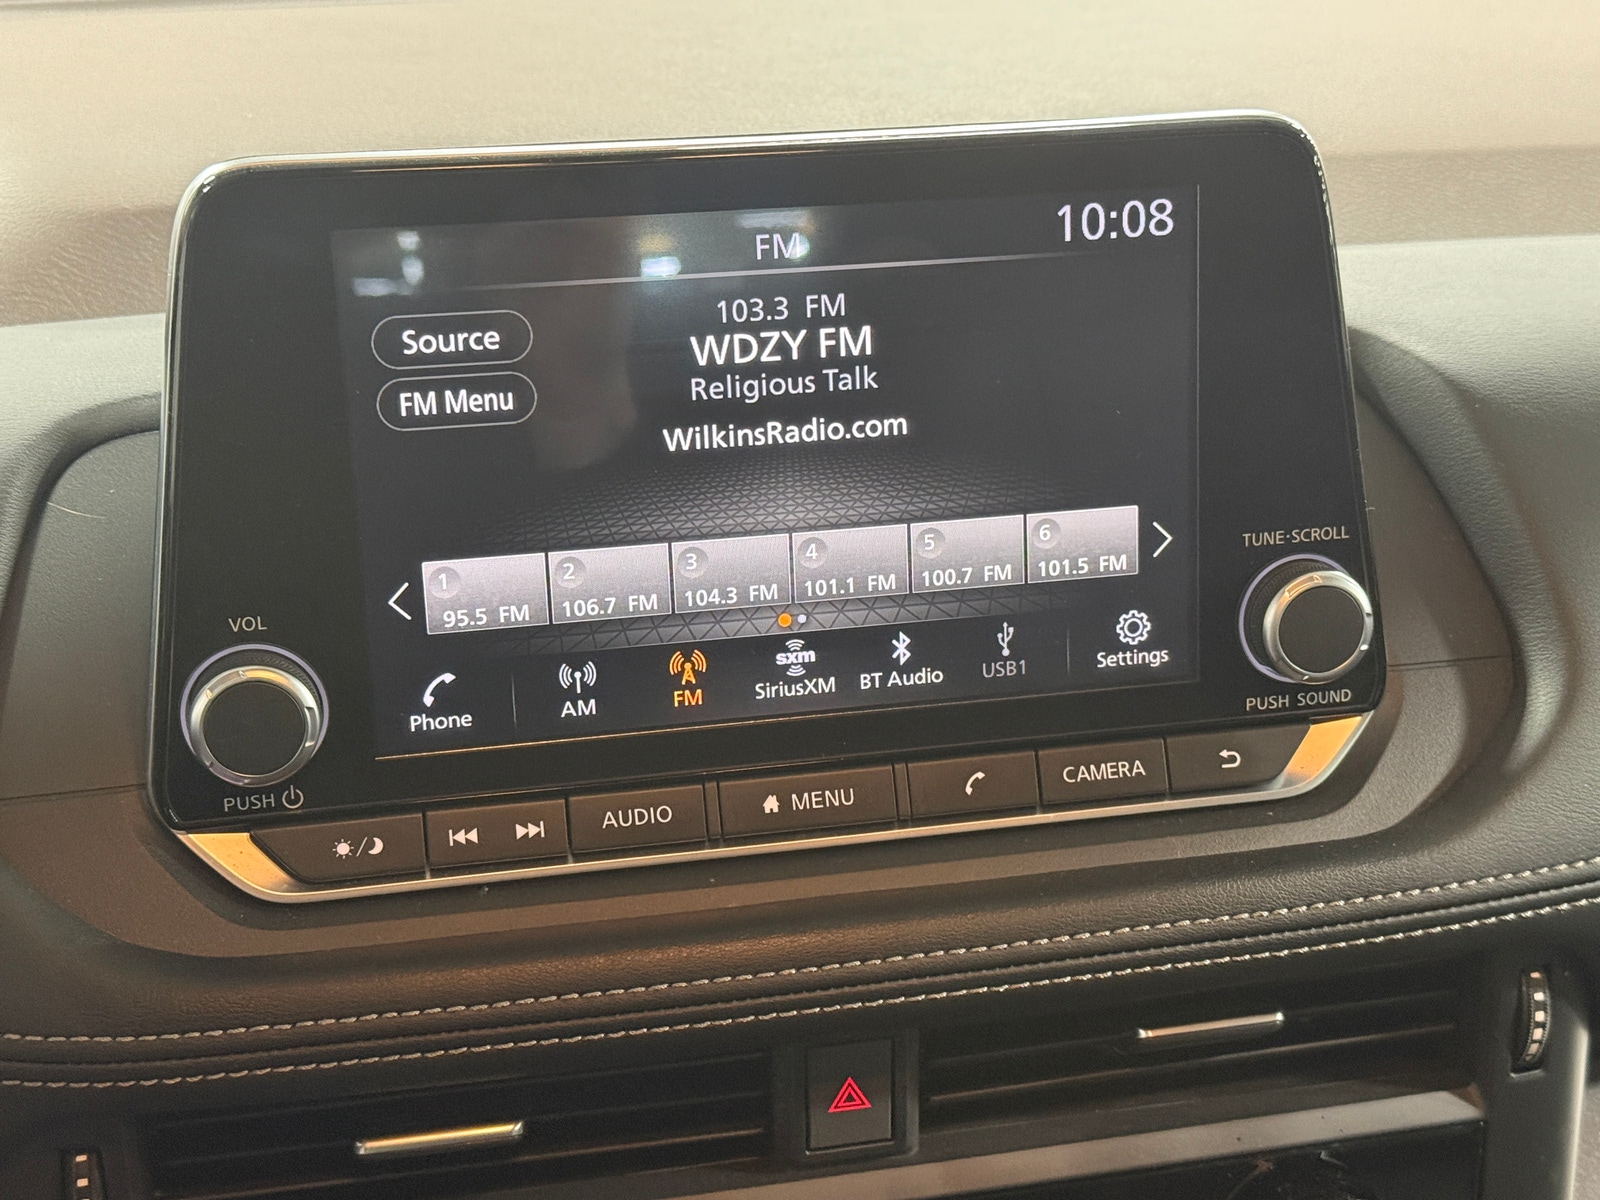 FM
10:08
103.3 FM
WDZY FM
Religious Talk
WilkinsRadio.com
Source
FM Menu
1
95.5 FM
2
106.7 FM
3
104.3 FM
4
101.1 FM
5
100.7 FM
6
101.5 FM
Phone
AM
FM
sxm
SiriusXM
BT Audio
USB1
Settings
VOL
PUSH
TUNE·SCROLL
PUSH SOUND
AUDIO
MENU
CAMERA